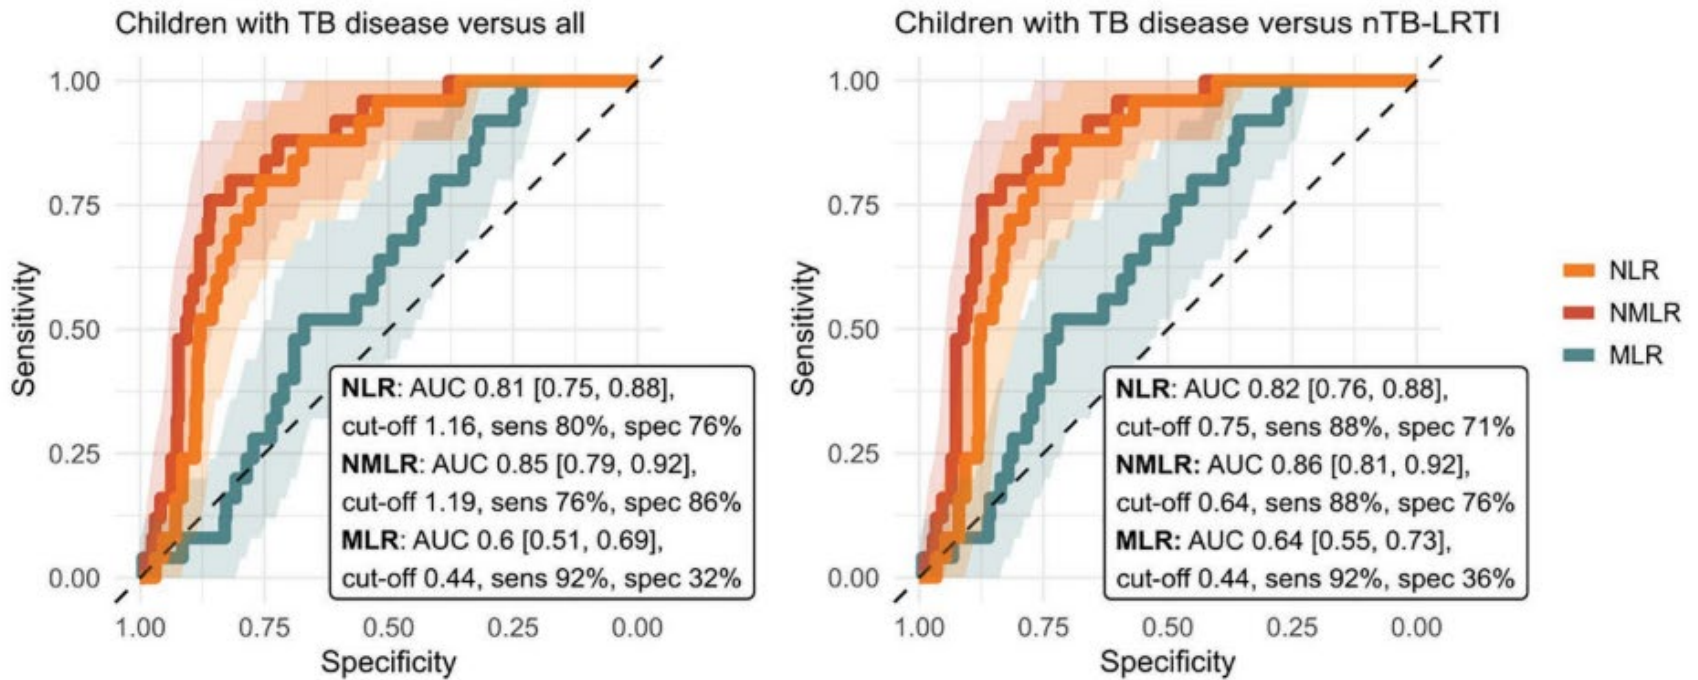 Children with TB disease versus all
1.00
0.75
0.50
0.25
0.00
Sensitivity
1.00 0.75 0.50 0.25 0.00
Specificity
NLR: AUC 0.81 [0.75, 0.88],
cut-off 1.16, sens 80%, spec 76%
NMLR: AUC 0.85 [0.79, 0.92],
cut-off 1.19, sens 76%, spec 86%
MLR: AUC 0.6 [0.51, 0.69],
cut-off 0.44, sens 92%, spec 32%
Children with TB disease versus nTB-LRTI
1.00
0.75
0.50
0.25
0.00
Sensitivity
1.00 0.75 0.50 0.25 0.00
Specificity
NLR: AUC 0.82 [0.76, 0.88],
cut-off 0.75, sens 88%, spec 71%
NMLR: AUC 0.86 [0.81, 0.92],
cut-off 0.64, sens 88%, spec 76%
MLR: AUC 0.64 [0.55, 0.73],
cut-off 0.44, sens 92%, spec 36%
NLR
NMLR
MLR